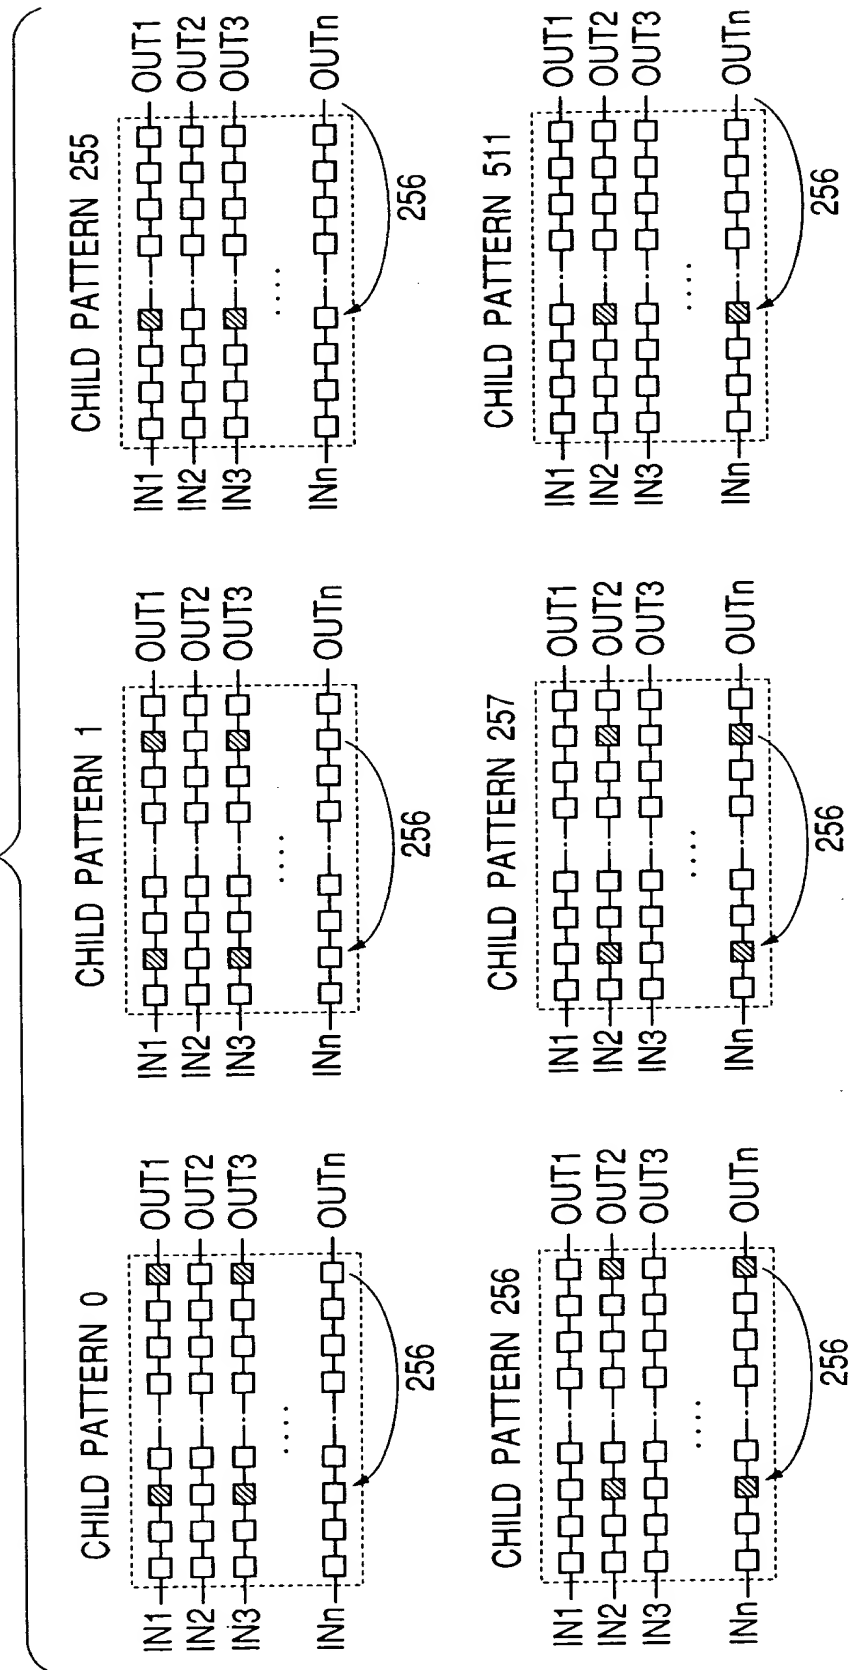 CHILD PATTERN 0
IN1 OUT1
IN2 OUT2
IN3 OUT3
....
INn OUTn
256
CHILD PATTERN 1
IN1 OUT1
IN2 OUT2
IN3 OUT3
....
INn OUTn
256
CHILD PATTERN 255
IN1 OUT1
IN2 OUT2
IN3 OUT3
....
INn OUTn
256
CHILD PATTERN 256
IN1 OUT1
IN2 OUT2
IN3 OUT3
....
INn OUTn
256
CHILD PATTERN 257
IN1 OUT1
IN2 OUT2
IN3 OUT3
....
INn OUTn
256
CHILD PATTERN 511
IN1 OUT1
IN2 OUT2
IN3 OUT3
....
INn OUTn
256